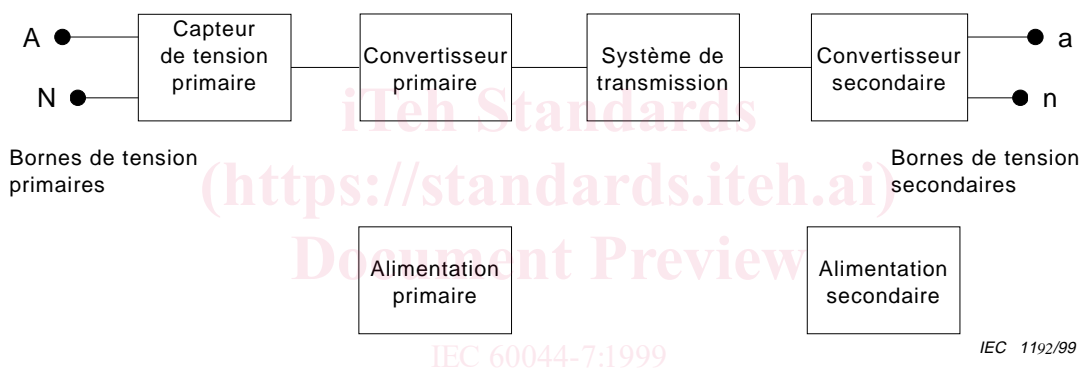 A
N
Capteur
de tension
primaire
Convertisseur
primaire
Système de
transmission
Convertisseur
secondaire
a
n
Bornes de tension
primaires
Bornes de tension
secondaires
iTeh Standards
(https://standards.iteh.ai)
Document Preview
Alimentation
primaire
Alimentation
secondaire
IEC 1192/99
IEC 60044-7:1999